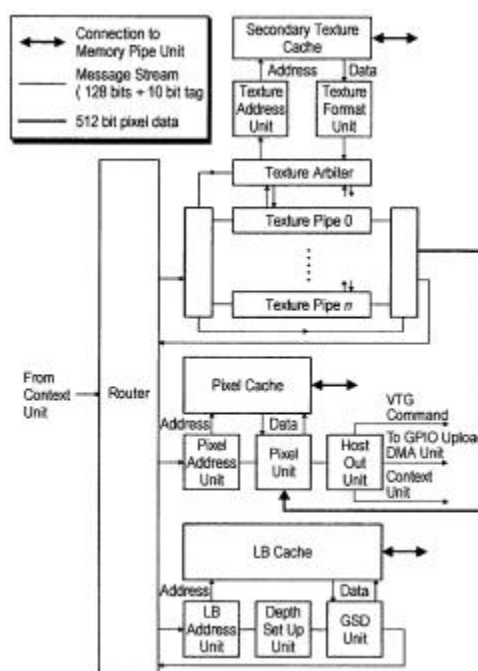 Connection to
Memory Pipe Unit
Message Stream
( 128 bits + 10 bit tag
512 bit pixel data
Secondary Texture
Cache
Address
Data
Texture
Address
Unit
Texture
Format
Unit
Texture Arbiter
Texture Pipe 0
Texture Pipe n
From
Context
Unit
Router
Pixel Cache
Address
Data
Pixel
Address
Unit
Pixel
Unit
Host
Out
Unit
VTG
Command
To GPIO Upload
DMA Unit
Context
Unit
LB Cache
Address
Data
LB
Address
Unit
Depth
Set Up
Unit
GSD
Unit